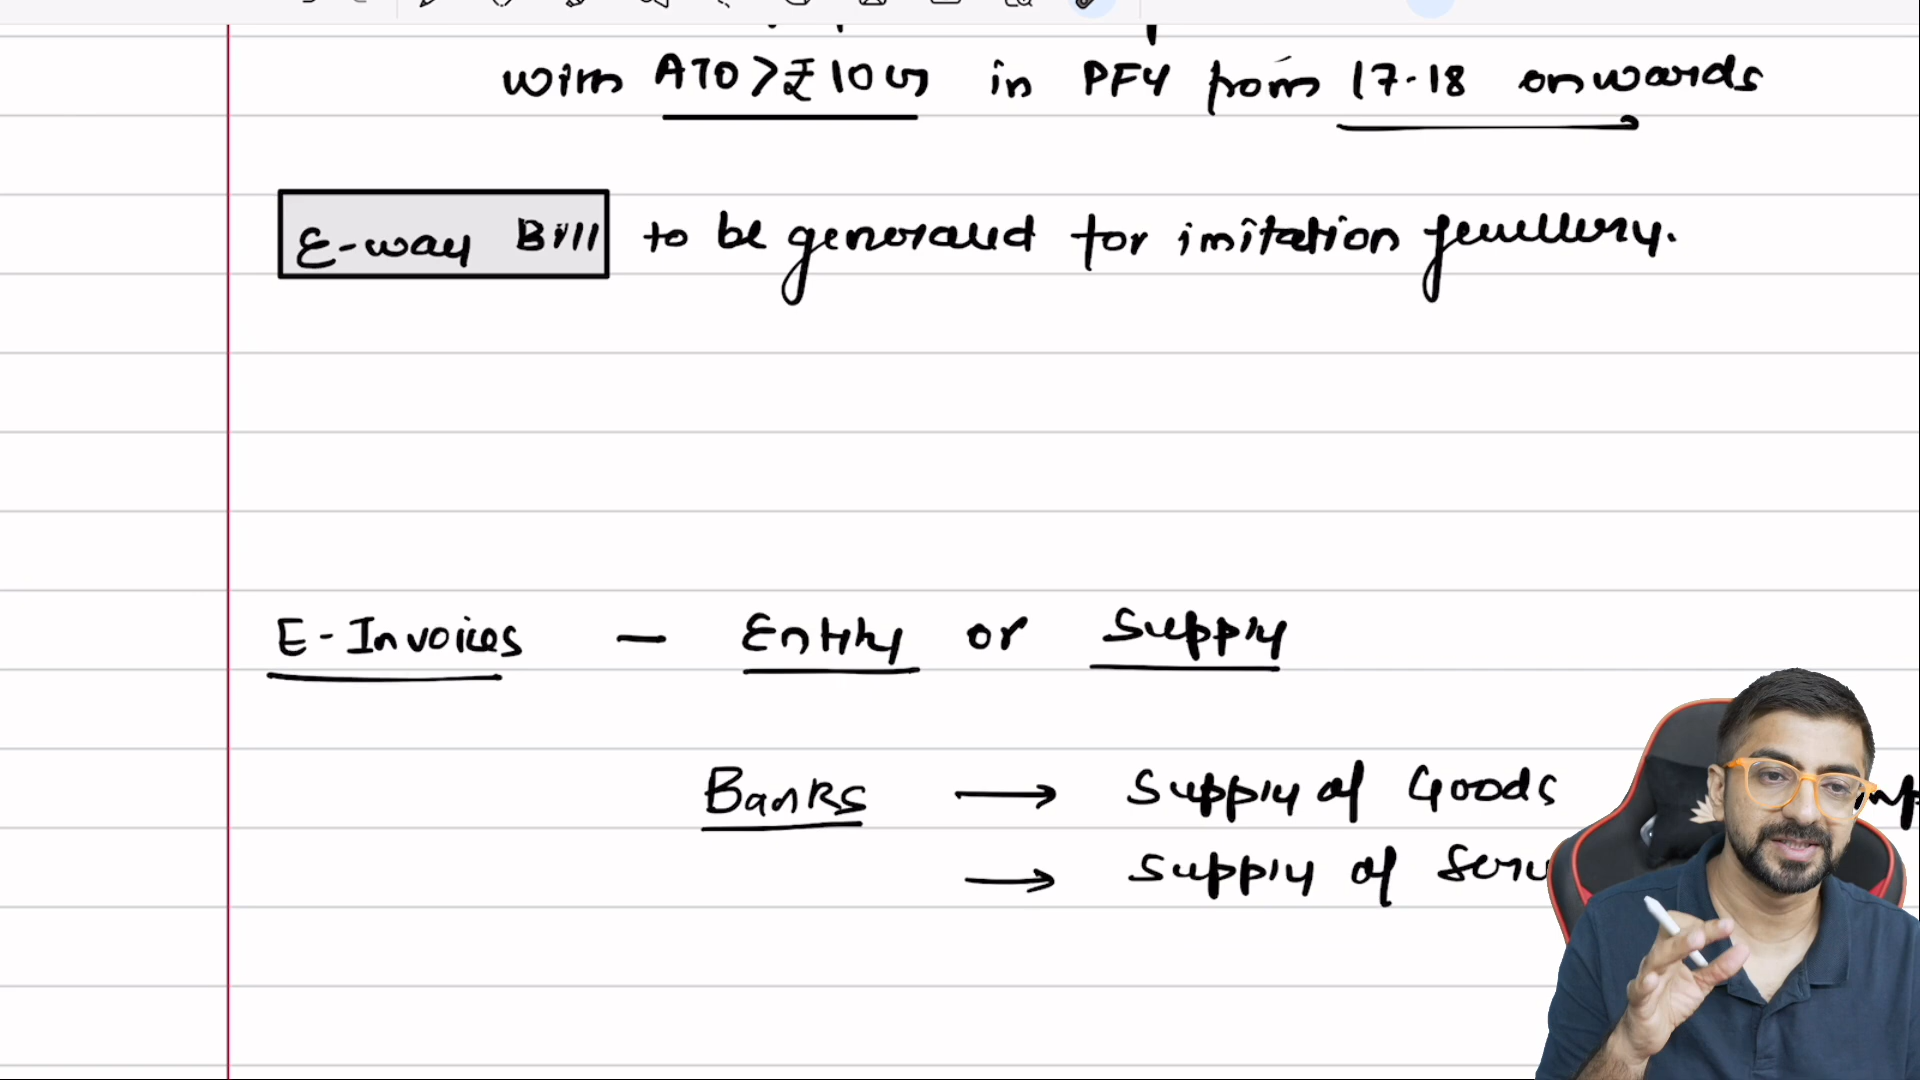 with ATO > ₹10 Cr in PFY from 17-18 onwards
E-way Bill to be generated for imitation jewellery.
E-Invoices — Entity or Supply
Banks → Supply of Goods
→ Supply of Serv